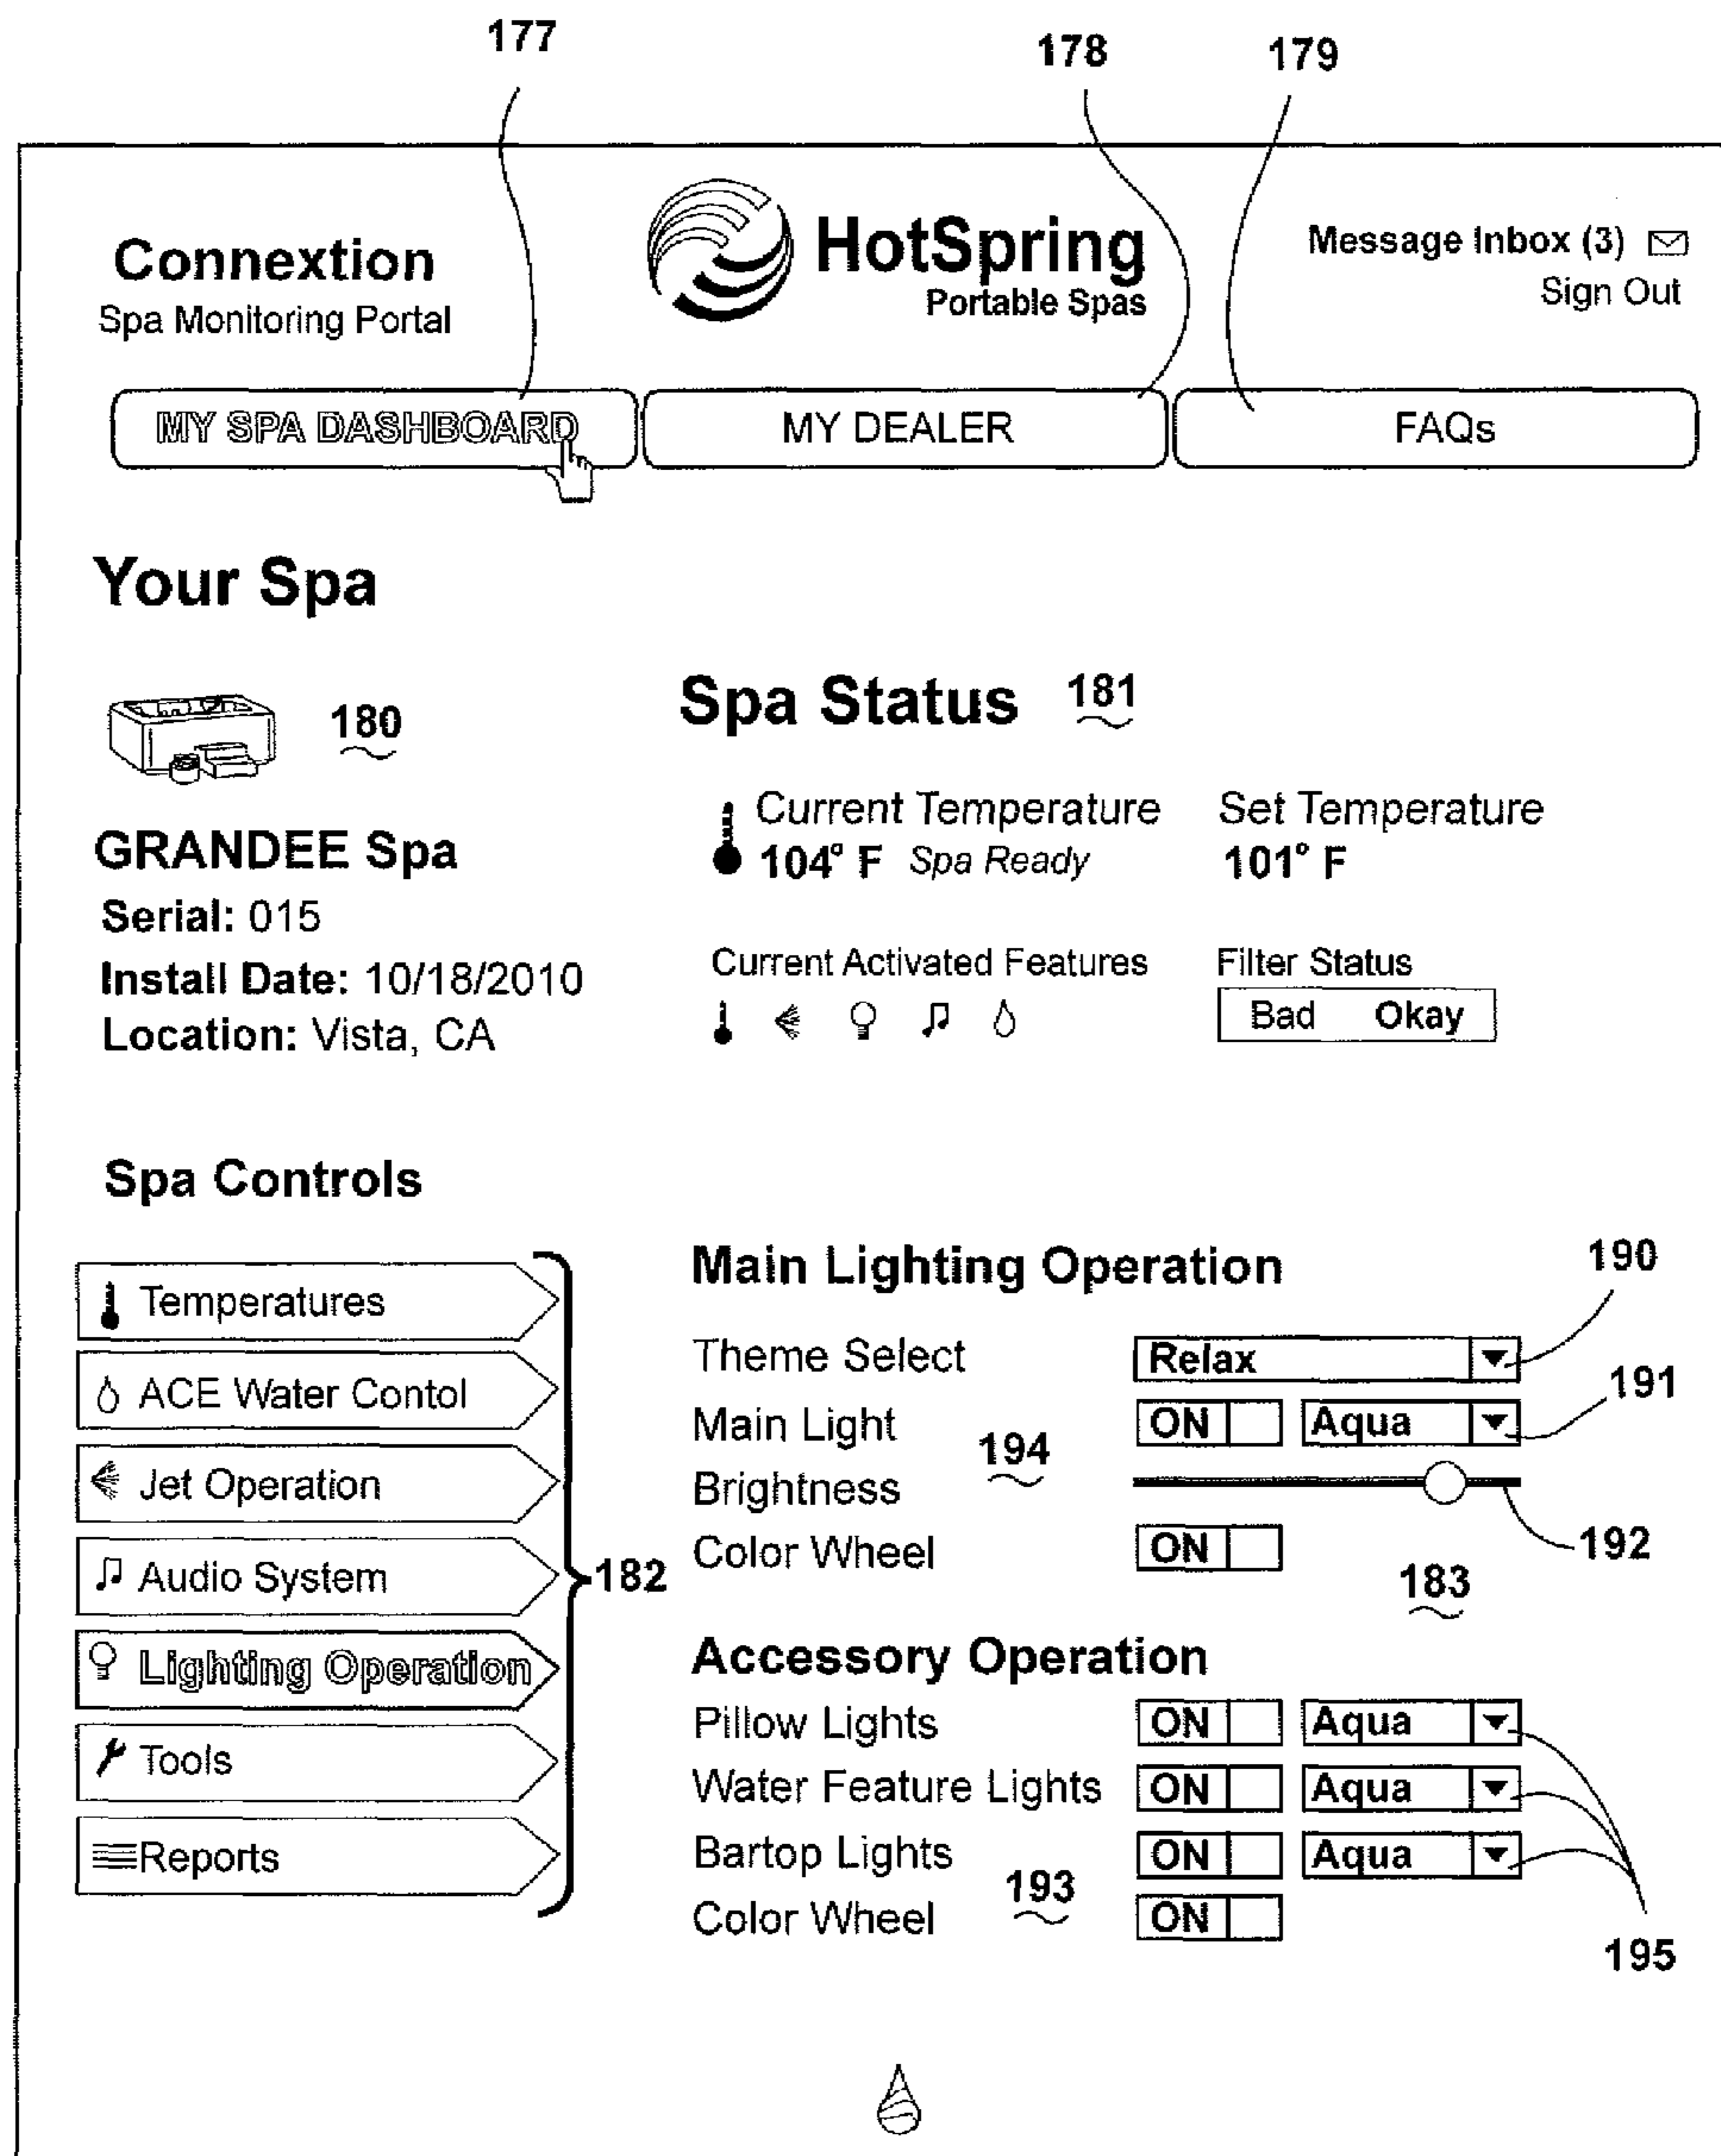 177
178
179
Connextion
Spa Monitoring Portal
HotSpring
Portable Spas
Message Inbox (3)
Sign Out
MY SPA DASHBOARD
MY DEALER
FAQs
Your Spa
180
Spa Status 181
Current Temperature
104° F Spa Ready
Set Temperature
101° F
GRANDEE Spa
Serial: 015
Install Date: 10/18/2010
Location: Vista, CA
Current Activated Features
Filter Status
Bad Okay
Spa Controls
Temperatures
ACE Water Contol
Jet Operation
Audio System
Lighting Operation
Tools
Reports
182
Main Lighting Operation
190
Theme Select Relax
191
Main Light ON Aqua
194
Brightness
192
Color Wheel ON
183
Accessory Operation
Pillow Lights ON Aqua
Water Feature Lights ON Aqua
Bartop Lights ON Aqua
193
Color Wheel ON
195